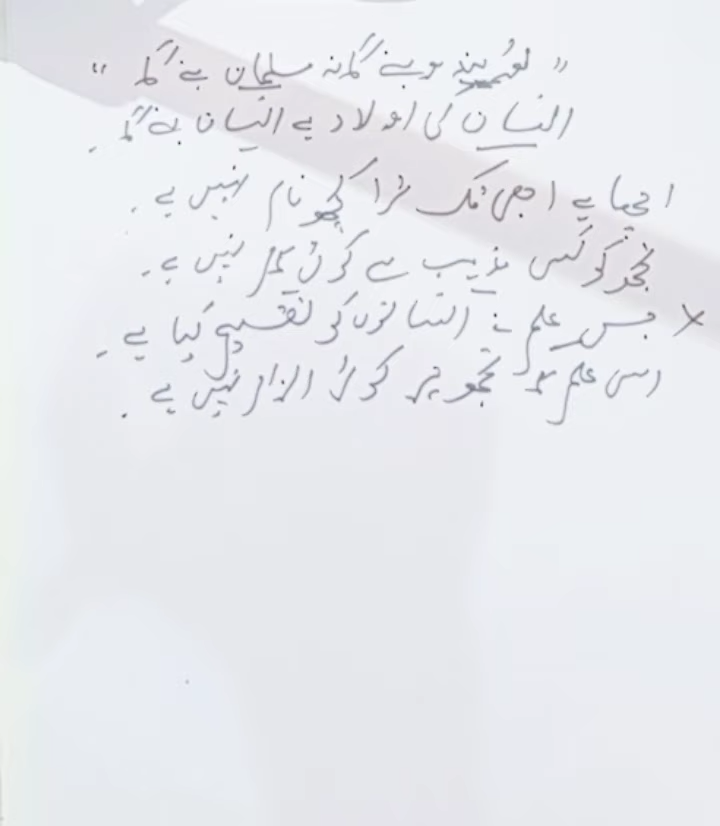 " تو ہندو بنے گا نہ مسلمان بنے گا "
انسان کی اولاد ہے انسان بنے گا ۔
اچھا ہے ابھی تک تیرا کچھ نام نہیں ہے ۔
تجھ کو کسی مذہب سے کوئی کام نہیں ہے ۔
جس علم نے انسانوں کو تقسیم کیا ہے ۔
اس علم کا تجھ پر کوئی الزام نہیں ہے ۔